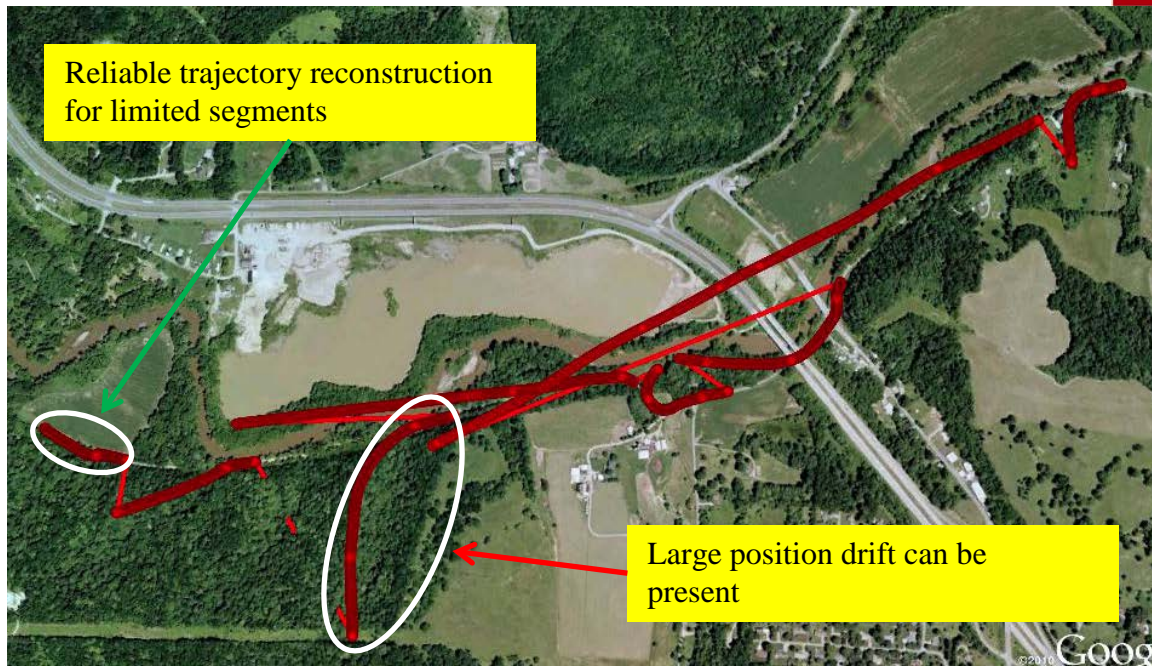 Reliable trajectory reconstruction
for limited segments
Large position drift can be
present
©2010 Goog